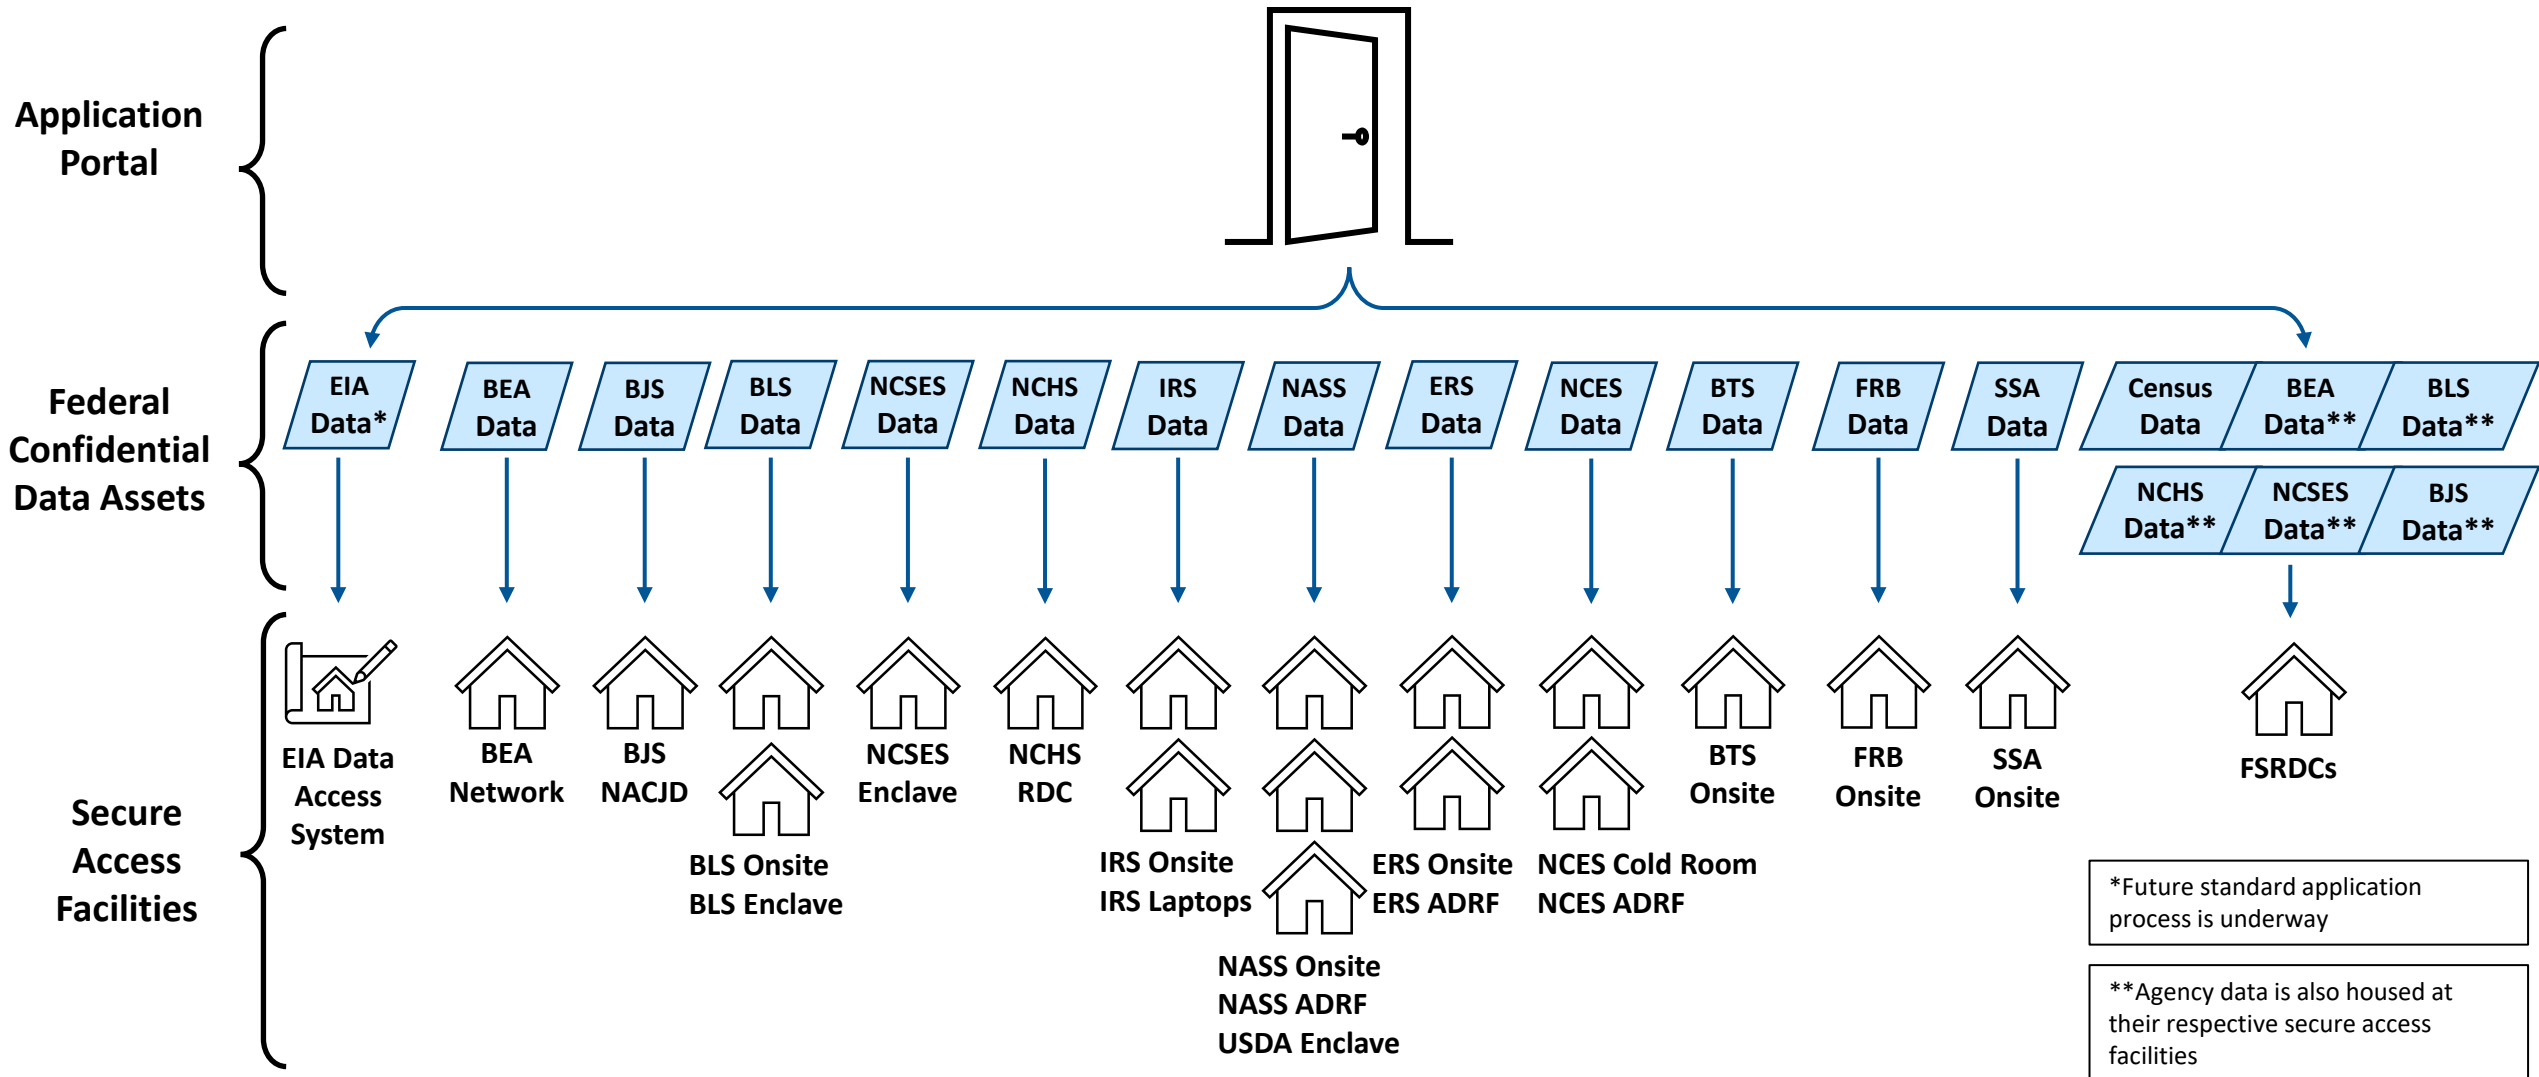 Application
Portal
Federal
Confidential
Data Assets
EIA
Data*
BEA
Data
BJS
Data
BLS
Data
NCSES
Data
NCHS
Data
IRS
Data
NASS
Data
ERS
Data
NCES
Data
BTS
Data
FRB
Data
SSA
Data
Census
Data
BEA
Data**
BLS
Data**
NCHS
Data**
NCSES
Data**
BJS
Data**
Secure
Access
Facilities
EIA Data
Access
System
BEA
Network
BJS
NACJD
BLS Onsite
BLS Enclave
NCSES
Enclave
NCHS
RDC
IRS Onsite
IRS Laptops
NASS Onsite
NASS ADRF
USDA Enclave
ERS Onsite
ERS ADRF
NCES Cold Room
NCES ADRF
BTS
Onsite
FRB
Onsite
SSA
Onsite
FSRDCs
*Future standard application
process is underway
**Agency data is also housed at
their respective secure access
facilities